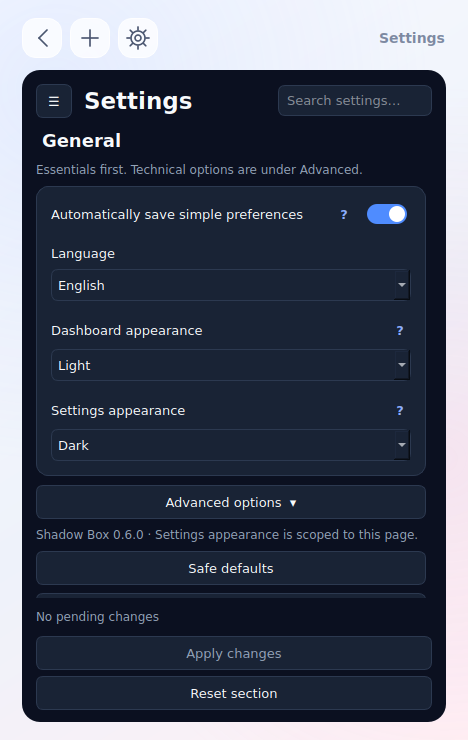 Settings
☰ Settings
Search settings...
General
Essentials first. Technical options are under Advanced.
Automatically save simple preferences ?
Language
English
Dashboard appearance ?
Light
Settings appearance ?
Dark
Advanced options ▾
Shadow Box 0.6.0 · Settings appearance is scoped to this page.
Safe defaults
No pending changes
Apply changes
Reset section